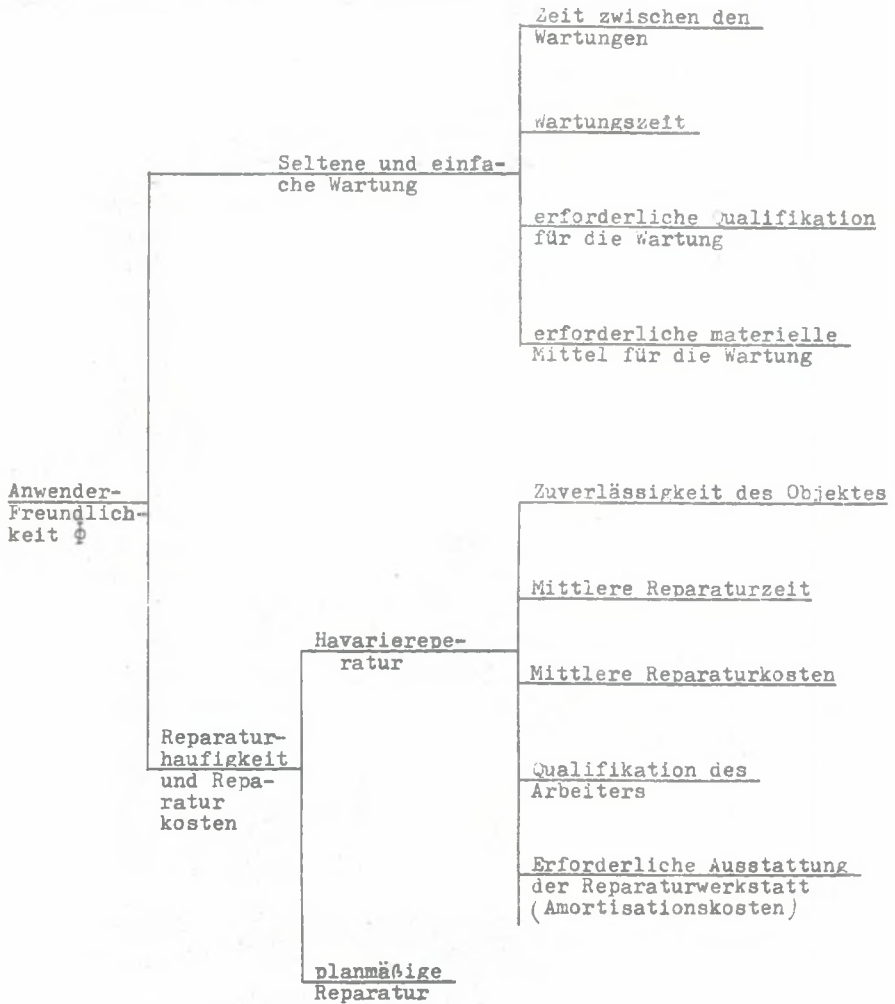 Zeit zwischen den
Wartungen
Wartungszeit
Seltene und einfa-
che Wartung
erforderliche Qualifikation
für die Wartung
erforderliche materielle
Mittel für die Wartung
Anwender-
Freundlich-
keit Φ
Zuverlässigkeit des Objektes
Mittlere Reparaturzeit
Havarierepe-
ratur
Mittlere Reparaturkosten
Reparatur-
haufigkeit
und Repa-
ratur
kosten
Qualifikation des
Arbeiters
Erforderliche Ausstattung
der Reparaturwerkstatt
(Amortisationskosten)
planmäßige
Reparatur